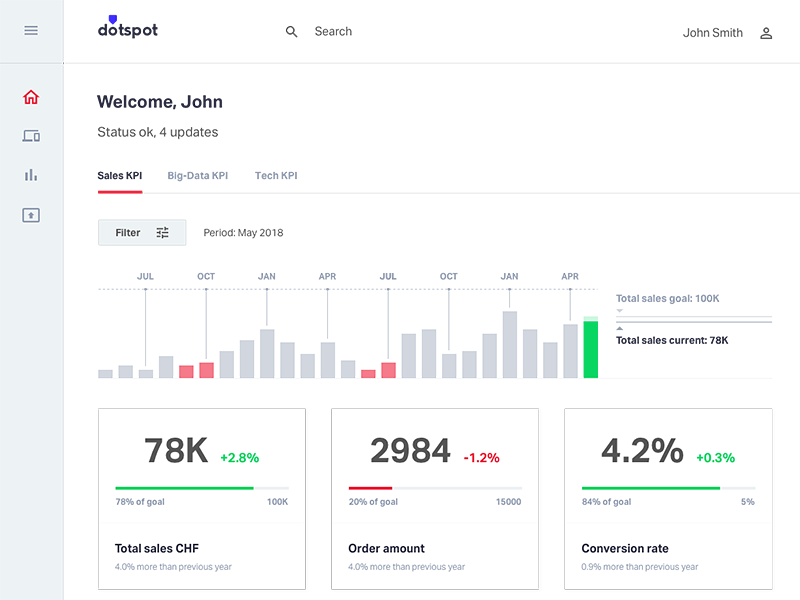 dotspot
Search
John Smith
Welcome, John
Status ok, 4 updates
Sales KPI
Big-Data KPI
Tech KPI
Filter
Period: May 2018
JUL OCT JAN APR JUL OCT JAN APR
Total sales goal: 100K
Total sales current: 78K
78K +2.8%
78% of goal 100K
Total sales CHF
4.0% more than previous year
2984 -1.2%
20% of goal 15000
Order amount
4.0% more than previous year
4.2% +0.3%
84% of goal 5%
Conversion rate
0.9% more than previous year